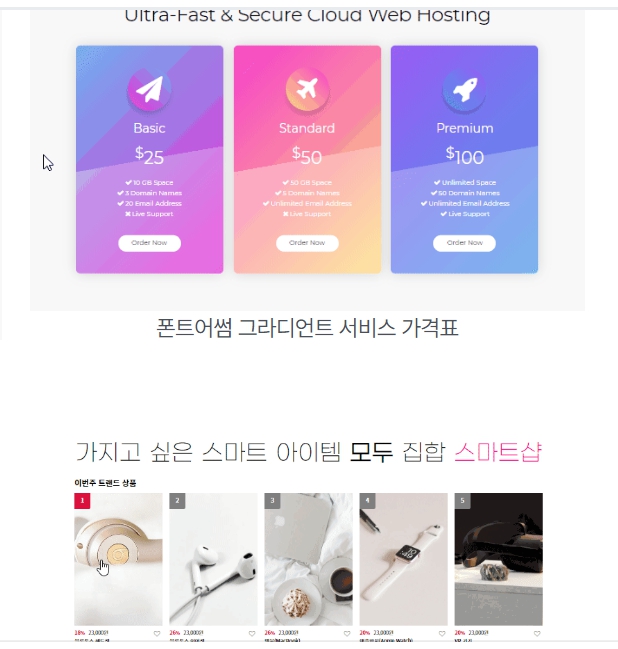 Ultra-Fast & Secure Cloud Web Hosting
Basic
$25
10 GB Space
3 Domain Names
20 Email Address
Live Support
Order Now
Standard
$50
50 GB Space
5 Domain Names
Unlimited Email Address
Live Support
Order Now
Premium
$100
Unlimited Space
50 Domain Names
Unlimited Email Address
Live Support
Order Now
폰트어썸 그라디언트 서비스 가격표
가지고 싶은 스마트 아이템 모두 집합 스마트샵
이번주 트랜드 상품
1
2
3
4
5
18% 23,000원
26% 23,000원
26% 23,000원
20% 23,000원
20% 23,000원